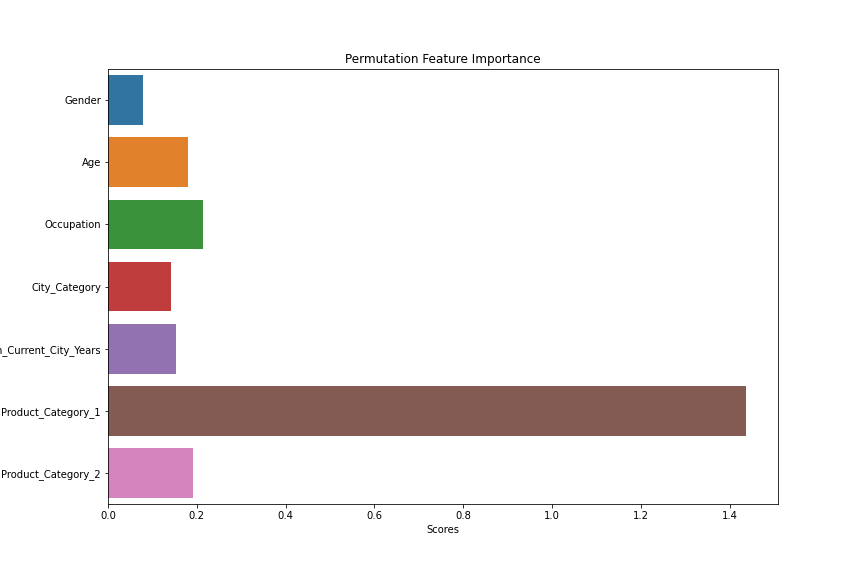 Permutation Feature Importance
Gender
Age
Occupation
City_Category
_Current_City_Years
Product_Category_1
Product_Category_2
0.0 0.2 0.4 0.6 0.8 1.0 1.2 1.4
Scores